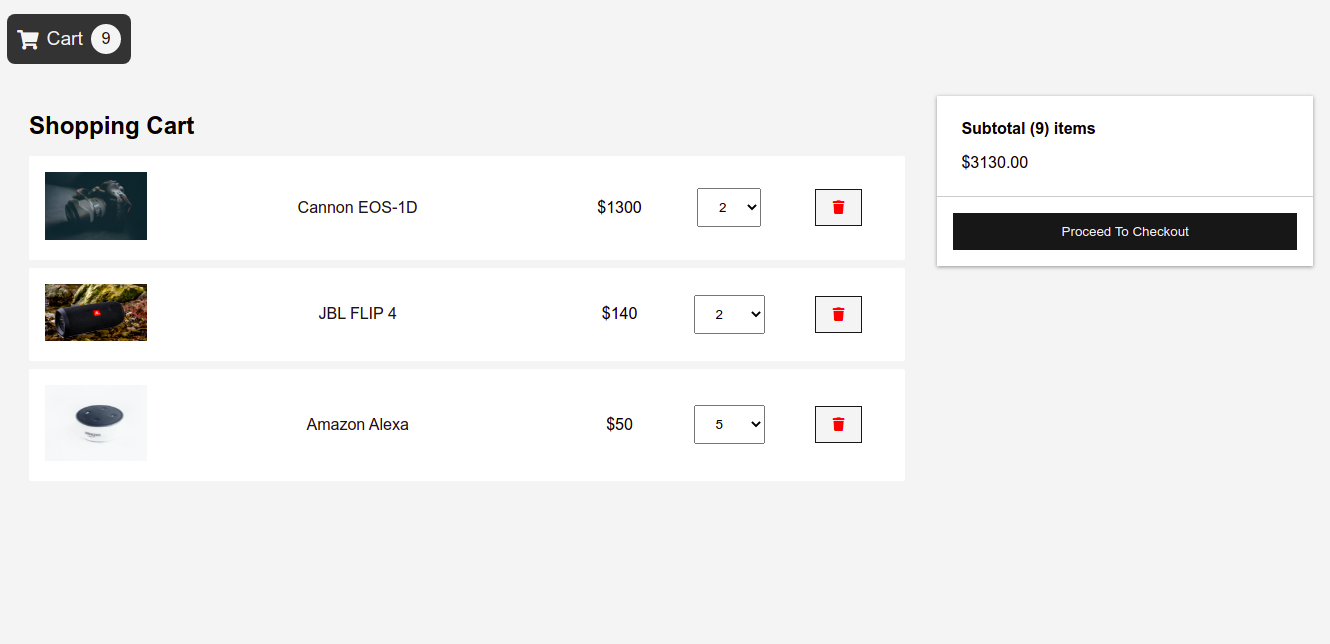 Cart 9
Shopping Cart
Cannon EOS-1D $1300 2
JBL FLIP 4 $140 2
Amazon Alexa $50 5
Subtotal (9) items
$3130.00
Proceed To Checkout